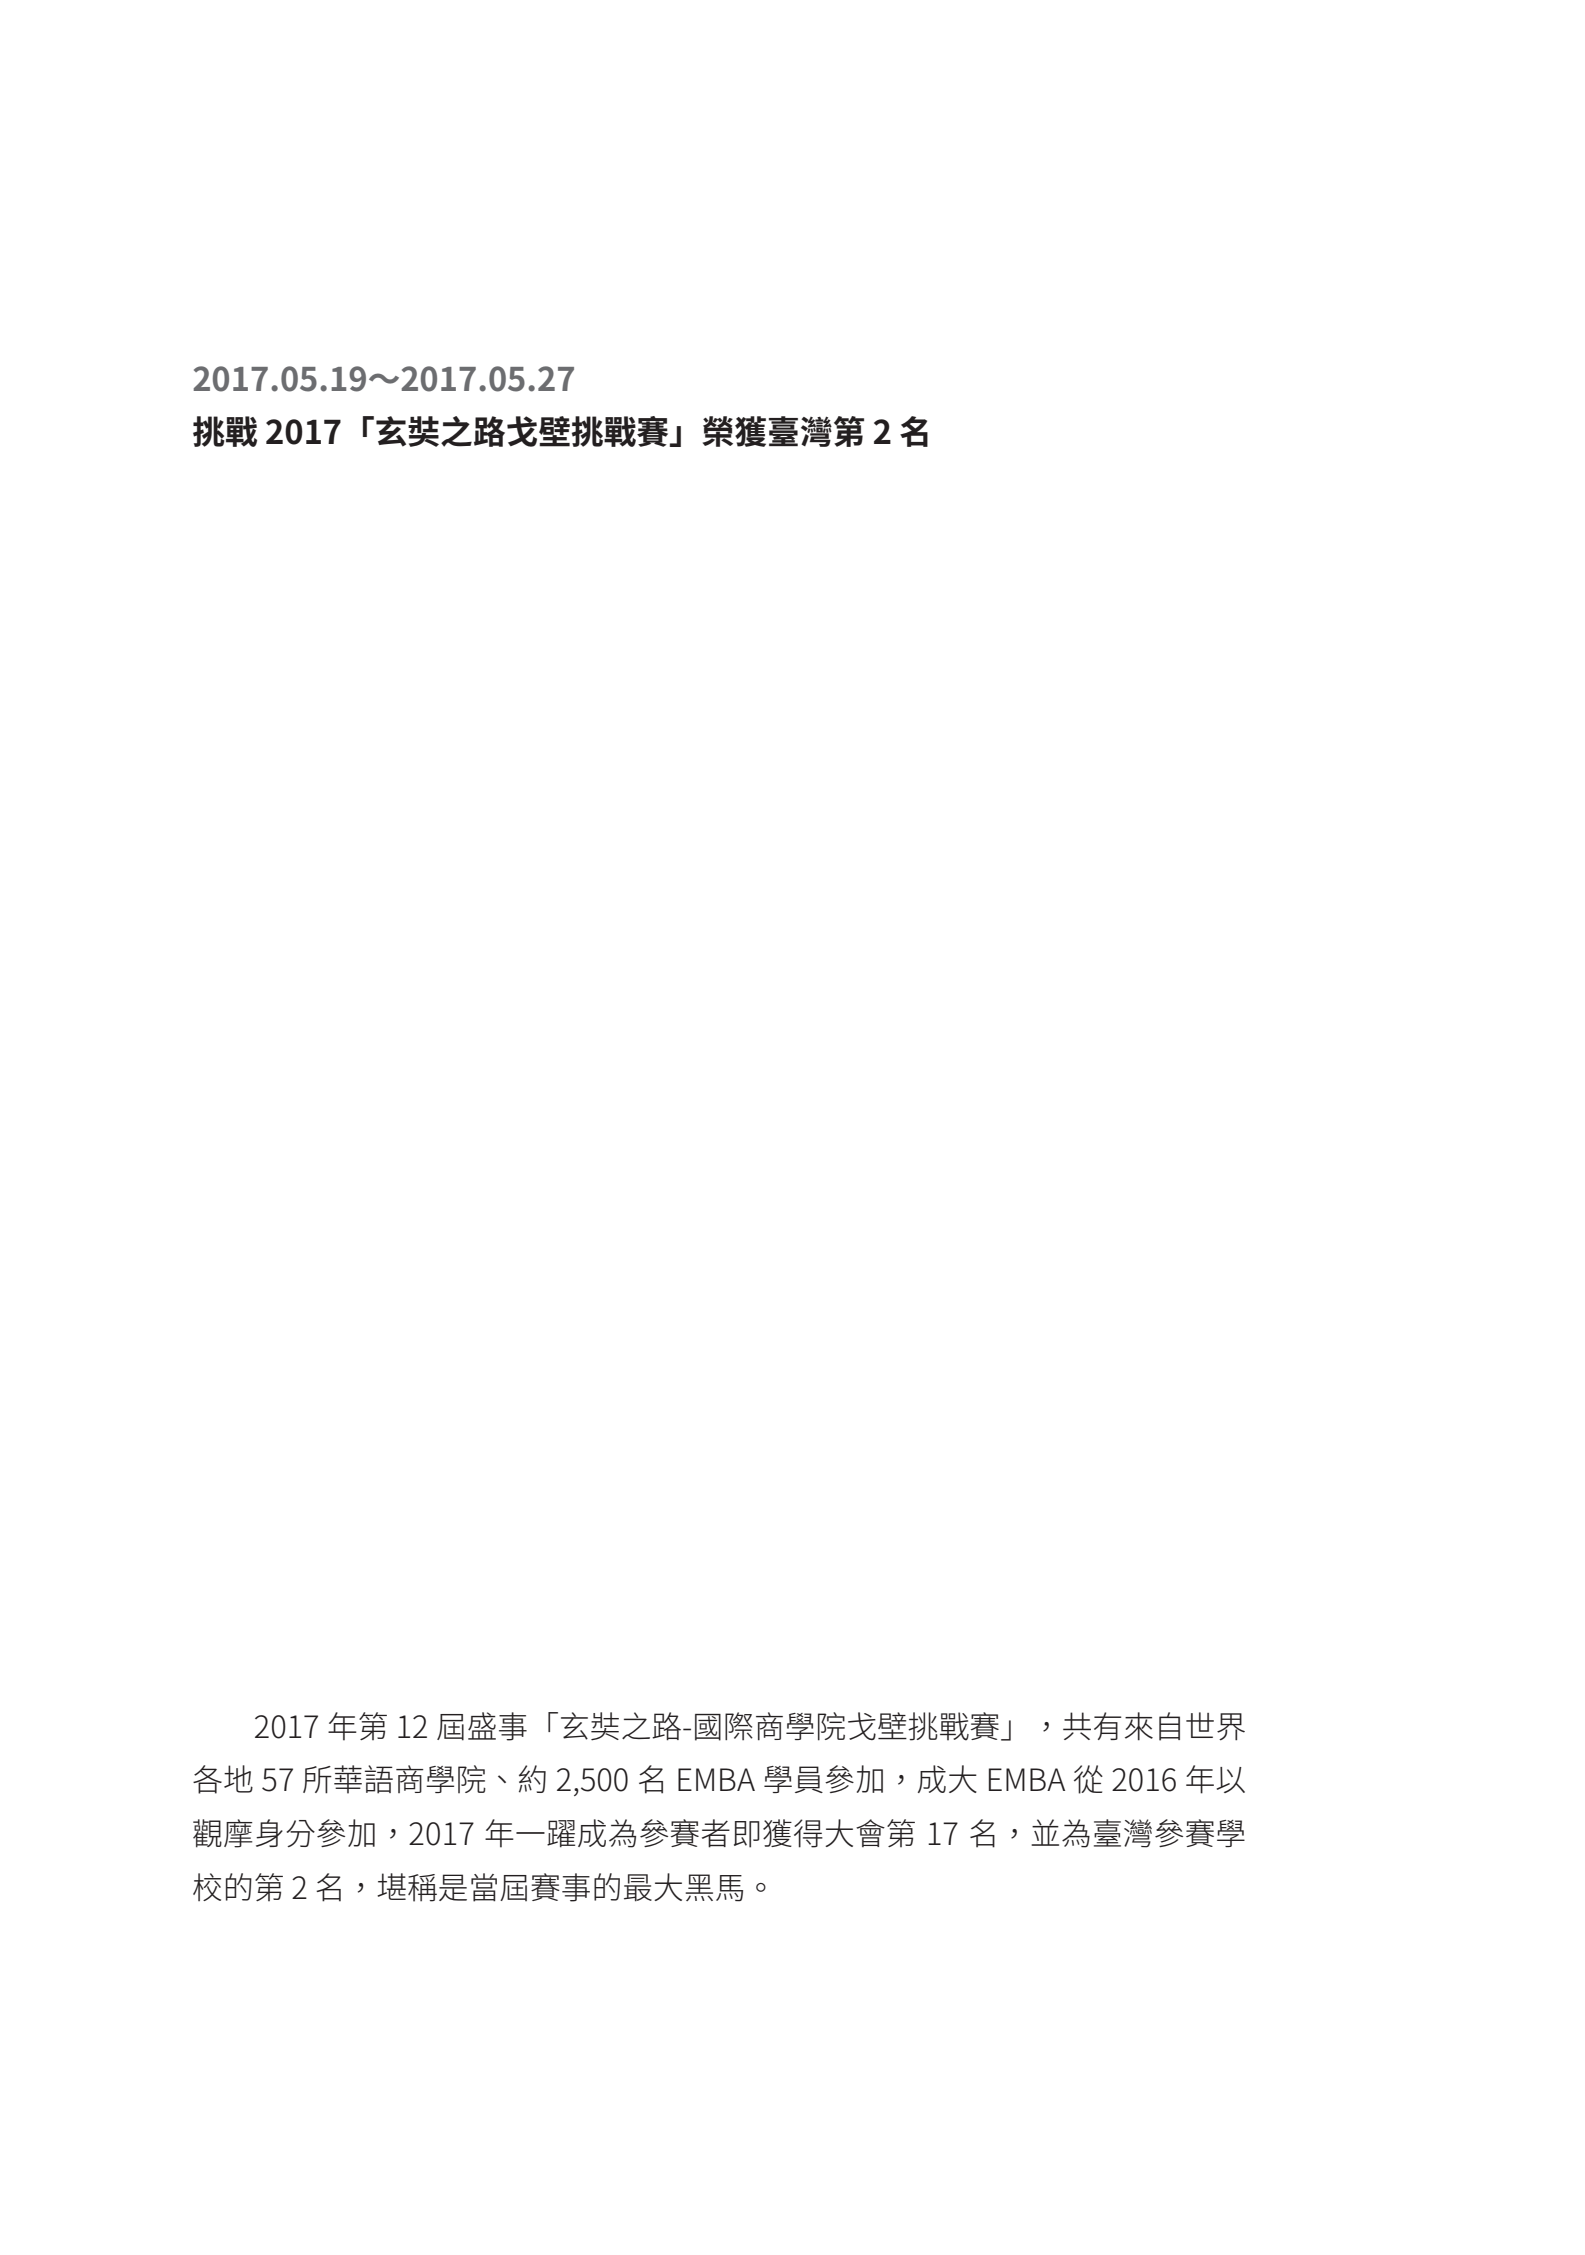 2017.05.19～2017.05.27
挑戰 2017「玄奘之路戈壁挑戰賽」榮獲臺灣第 2 名
2017 年第 12 屆盛事「玄奘之路-國際商學院戈壁挑戰賽」，共有來自世界
各地 57 所華語商學院、約 2,500 名 EMBA 學員參加，成大 EMBA 從 2016 年以
觀摩身分參加，2017 年一躍成為參賽者即獲得大會第 17 名，並為臺灣參賽學
校的第 2 名，堪稱是當屆賽事的最大黑馬。